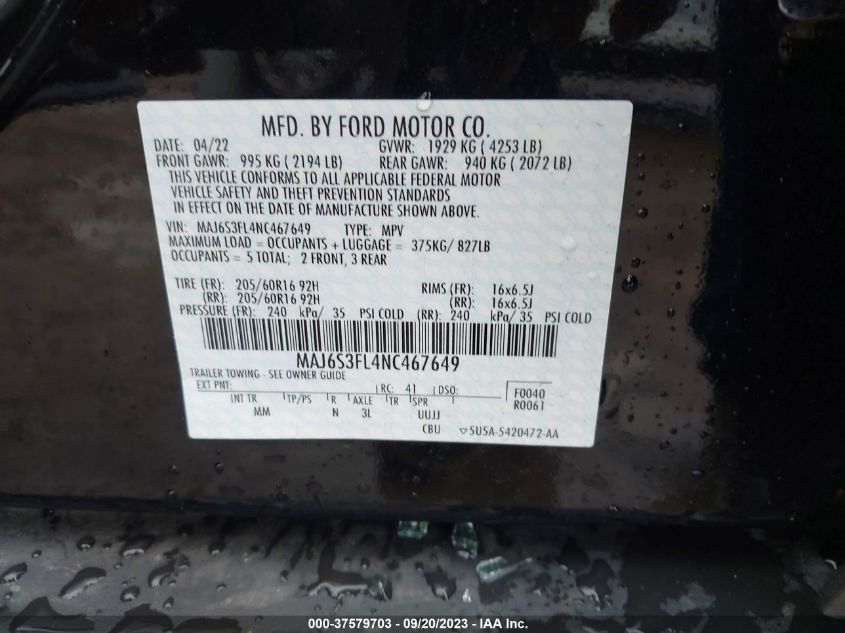 MFD. BY FORD MOTOR CO.
DATE: 04/22 GVWR: 1929 KG ( 4253 LB)
FRONT GAWR: 995 KG ( 2194 LB) REAR GAWR: 940 KG ( 2072 LB)
THIS VEHICLE CONFORMS TO ALL APPLICABLE FEDERAL MOTOR
VEHICLE SAFETY AND THEFT PREVENTION STANDARDS
IN EFFECT ON THE DATE OF MANUFACTURE SHOWN ABOVE.
VIN: MAJ6S3FL4NC467649 TYPE: MPV
MAXIMUM LOAD = OCCUPANTS + LUGGAGE = 375KG/ 827LB
OCCUPANTS = 5 TOTAL; 2 FRONT, 3 REAR
TIRE (FR): 205/60R16 92H RIMS (FR): 16x6.5J
(RR): 205/60R16 92H (RR): 16x6.5J
PRESSURE (FR): 240 kPa/ 35 PSI COLD (RR): 240 kPa/ 35 PSI COLD
MAJ6S3FL4NC467649
TRAILER TOWING - SEE OWNER GUIDE
EXT PNT: RC: 41 DSO: F0040
INT TR TP/PS R AXLE TR SPR R0061
MM N 3L UUJJ
CBU 5U5A-5420472-AA
000-37579703 - 09/20/2023 - IAA Inc.